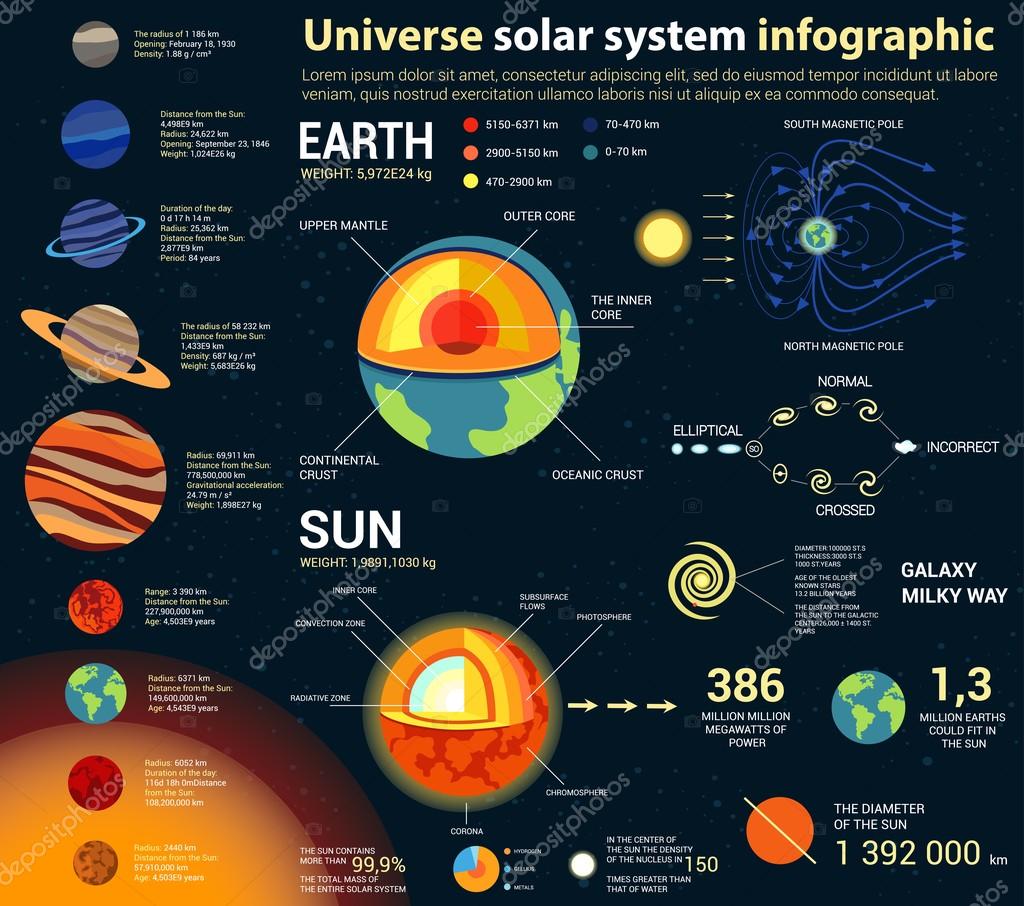 Universe solar system infographic
Lorem ipsum dolor sit amet, consectetur adipiscing elit, sed do eiusmod tempor incididunt ut labore
veniam, quis nostrud exercitation ullamco laboris nisi ut aliquip ex ea commodo consequat.
The radius of 1 186 km
Opening: February 18, 1930
Density: 1.88 g / cm³
Distance from the Sun:
4,498E9 km
Radius: 24,622 km
Opening: September 23, 1846
Weight: 1,024E26 kg
Duration of the day:
0 d 17 h 14 m
Radius: 25,362 km
Distance from the Sun:
2,877E9 km
Period: 84 years
The radius of 58 232 km
Distance from the Sun:
1,433E9 km
Density: 687 kg / m³
Weight: 5,683E26 kg
Radius: 69,911 km
Distance from the Sun:
778,500,000 km
Gravitational acceleration:
24.79 m / s²
Weight: 1,898E27 kg
Range: 3 390 km
Distance from the Sun:
227,900,000 km
Age: 4,503E9 years
Radius: 6371 km
Distance from the Sun:
149,600,000 km
Age: 4,543E9 years
Radius: 6052 km
Duration of the day:
116d 18h 0mDistance
from the Sun:
108,200,000 km
Radius: 2440 km
Distance from the Sun:
57,910,000 km
Age: 4,503E9 years
EARTH
WEIGHT: 5,972E24 kg
5150-6371 km
2900-5150 km
470-2900 km
70-470 km
0-70 km
UPPER MANTLE
OUTER CORE
THE INNER
CORE
CONTINENTAL
CRUST
OCEANIC CRUST
SOUTH MAGNETIC POLE
NORTH MAGNETIC POLE
NORMAL
ELLIPTICAL
SO
INCORRECT
CROSSED
SUN
WEIGHT: 1,9891,1030 kg
INNER CORE
CONVECTION ZONE
RADIATIVE ZONE
SUBSURFACE
FLOWS
PHOTOSPHERE
CHROMOSPHERE
CORONA
DIAMETER:100000 ST.S
THICKNESS:3000 ST.S
1000 ST.YEARS
AGE OF THE OLDEST
KNOWN STARS
13.2 BILLION YEARS
THE DISTANCE FROM
THE SUN TO THE GALACTIC
CENTER26,000 ± 1400 ST.
YEARS
GALAXY
MILKY WAY
386
MILLION MILLION
MEGAWATTS OF
POWER
1,3
MILLION EARTHS
COULD FIT IN
THE SUN
THE SUN CONTAINS
MORE THAN 99,9%
THE TOTAL MASS OF
THE ENTIRE SOLAR SYSTEM
HYDROGEN
GELLIUS
METALS
IN THE CENTER OF
THE SUN THE DENSITY
OF THE NUCLEUS IN 150
TIMES GREATER THAN
THAT OF WATER
THE DIAMETER
OF THE SUN
1 392 000 km
depositphotos